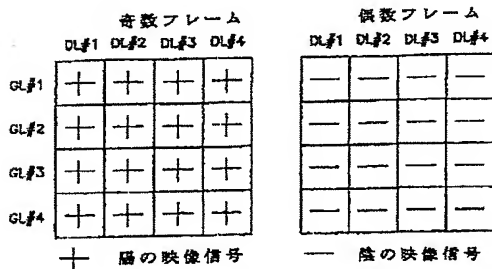 奇数フレーム
DL#1 DL#2 DL#3 DL#4
GL#1
GL#2
GL#3
GL#4
＋ 陽の映像信号
偶数フレーム
DL#1 DL#2 DL#3 DL#4
— 陰の映像信号